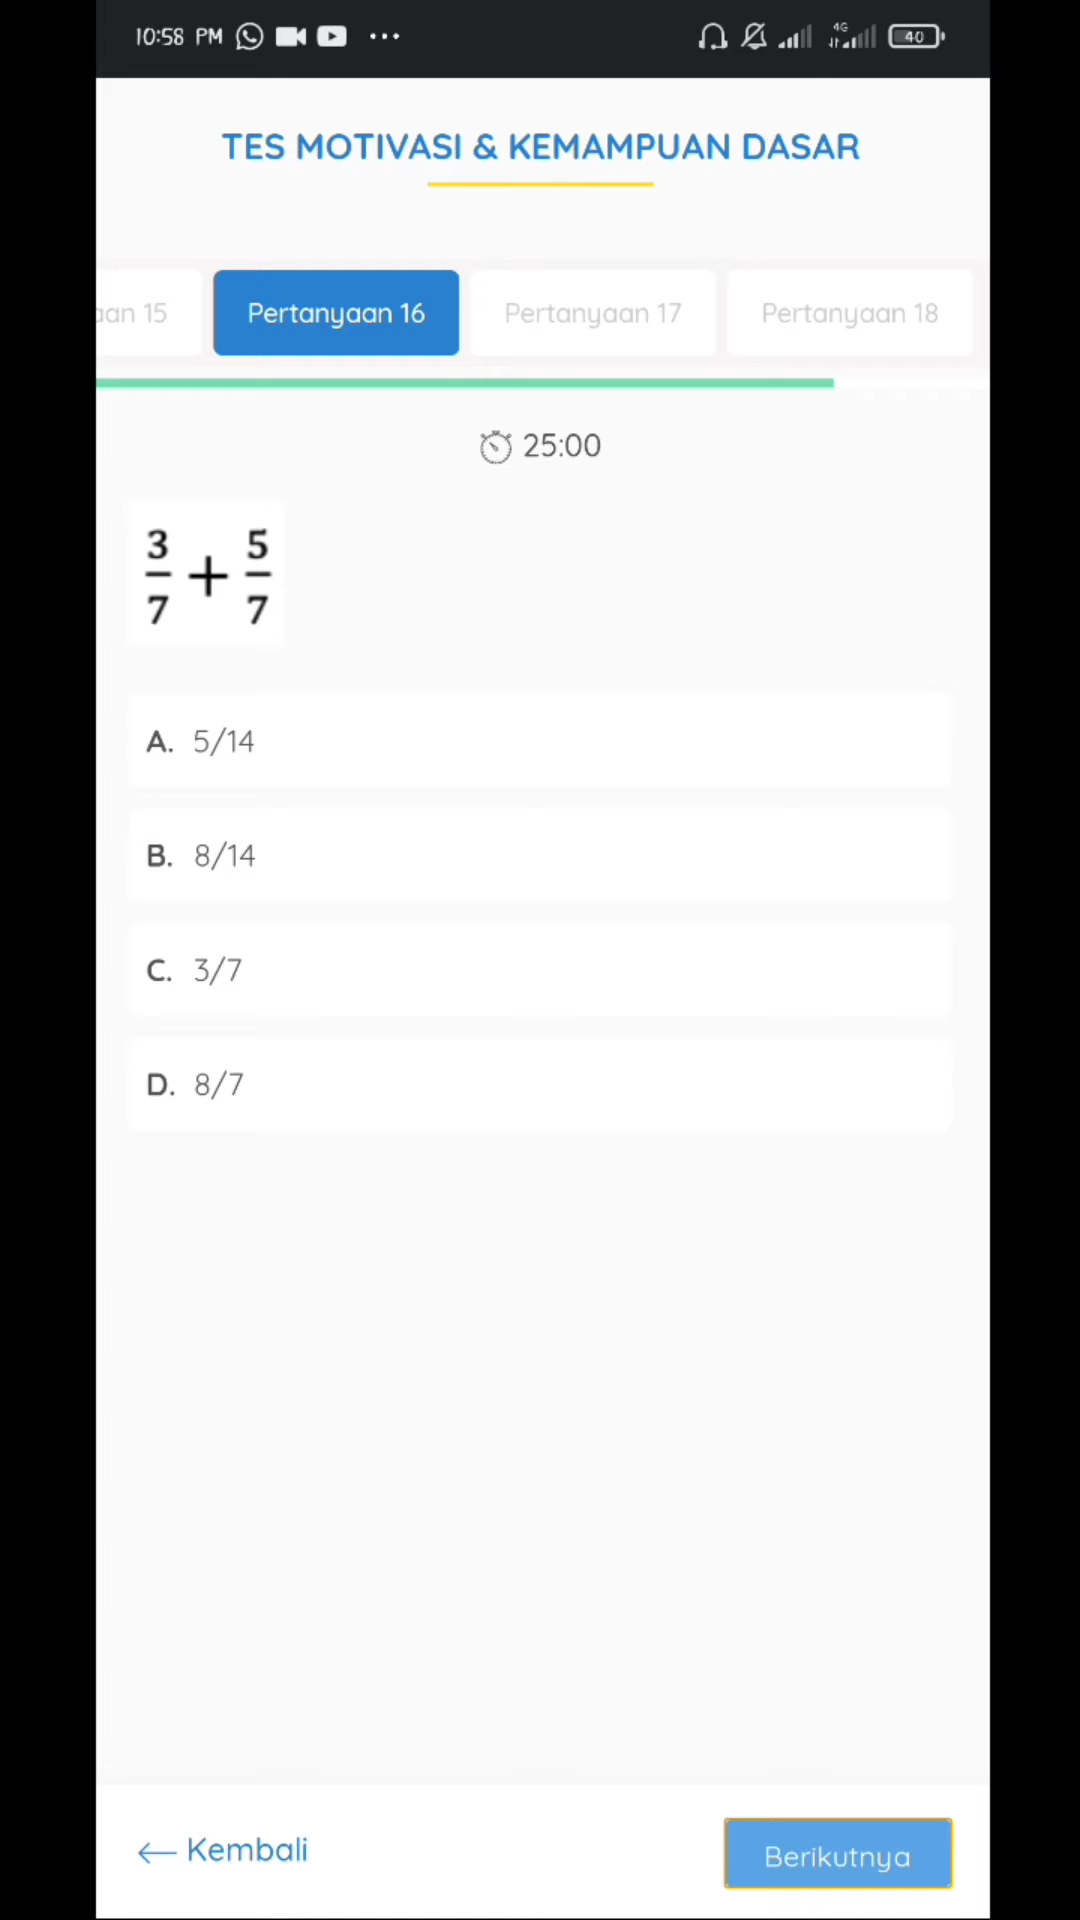 10:58 PM
4G
40
TES MOTIVASI & KEMAMPUAN DASAR
aan 15
Pertanyaan 16
Pertanyaan 17
Pertanyaan 18
25:00
3/7 + 5/7
A. 5/14
B. 8/14
C. 3/7
D. 8/7
← Kembali
Berikutnya